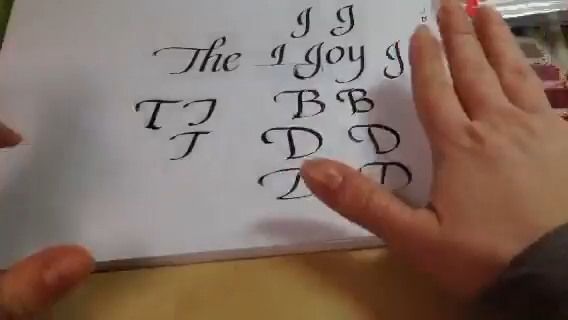 J J
The I Joy J
T J B B
T D D
D D